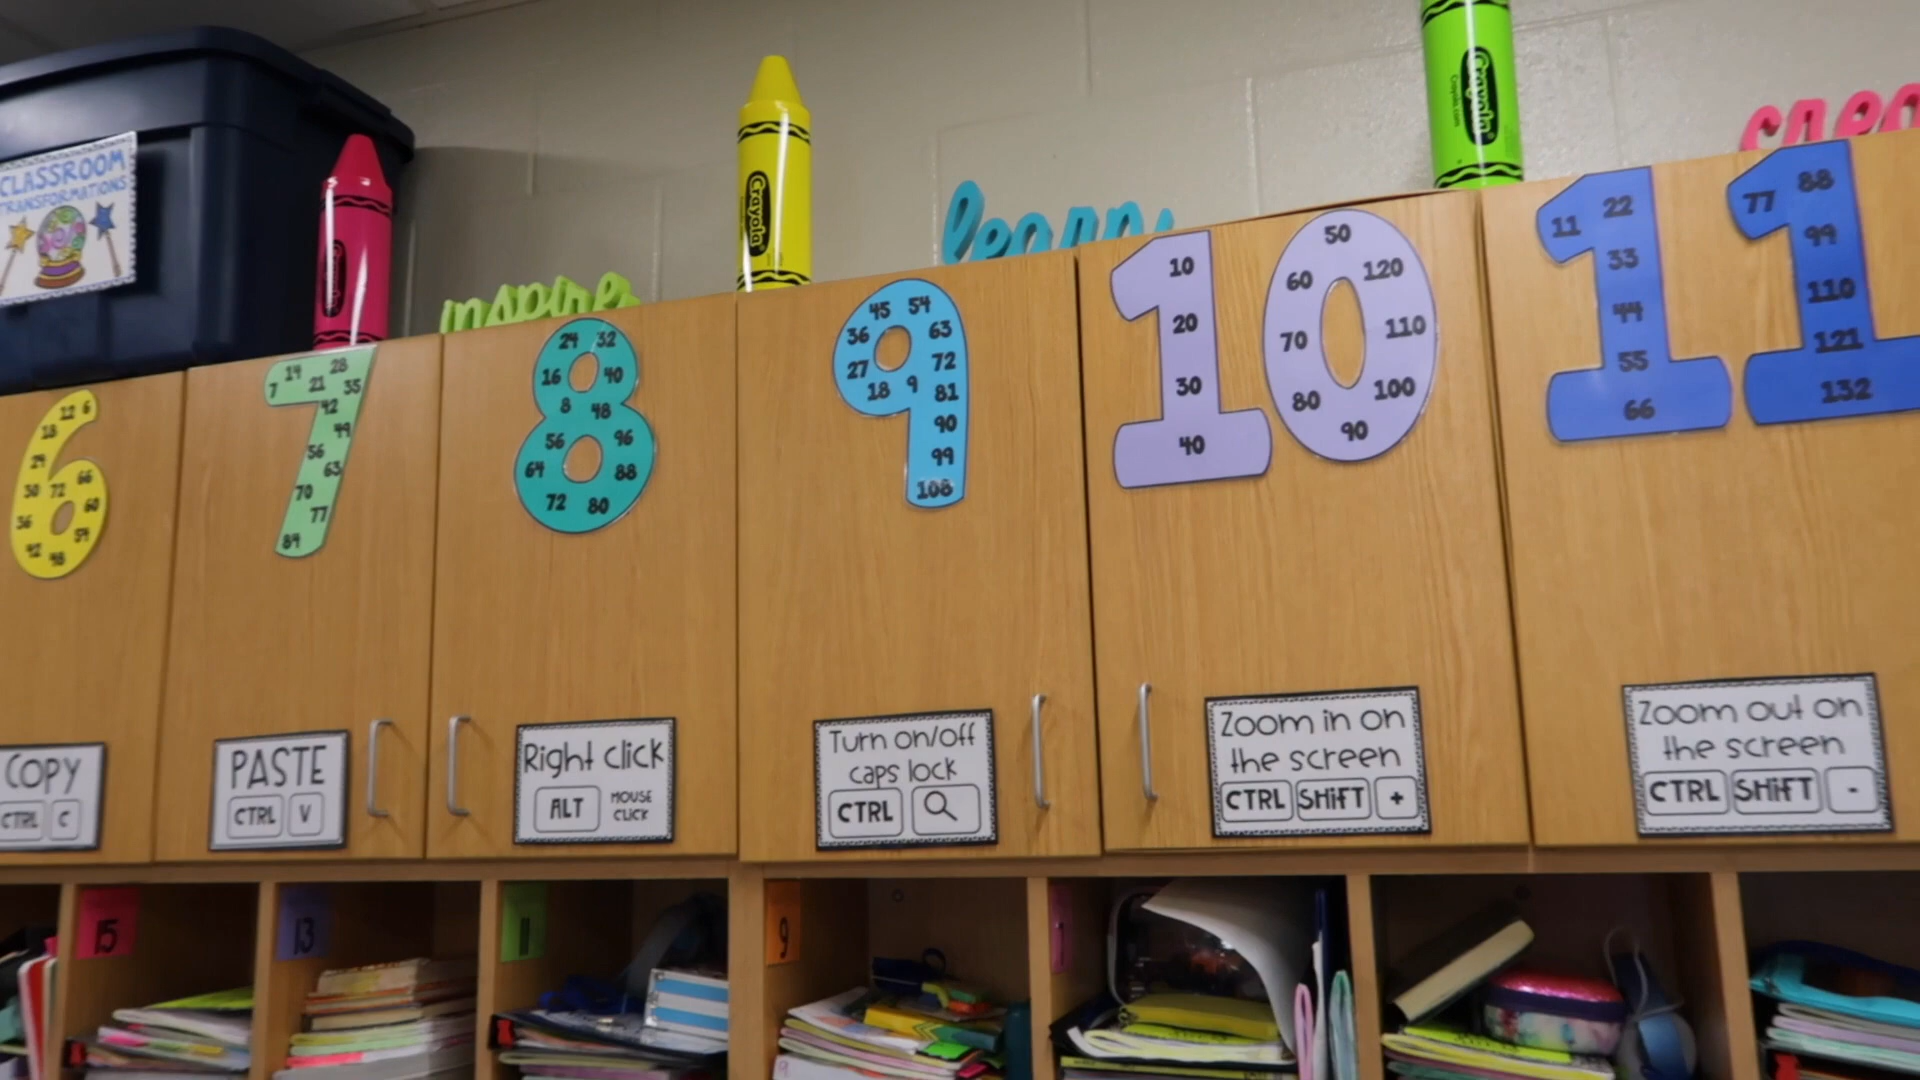 CLASSROOM
TRANSFORMATIONS
Crayola
inspire
Crayola
learn
Crayola
Crayola.com
12 6
18
24
30 72 66
36 60
42 48 54
7 14 21 28
35
42
49
56
63
70
77
84
24 32
16 40
8 48
56 96
64 88
72 80
45 54
36 63
27 72
18 9 81
90
99
108
10
20
30
40
50
60 120
70 110
80 100
90
11 22
33
44
55
66
77 88
99
110
121
132
COPY
CTRL C
PASTE
CTRL V
Right click
ALT MOUSE CLICK
Turn on/off
caps lock
CTRL
Zoom in on
the screen
CTRL SHIFT +
Zoom out on
the screen
CTRL SHIFT -
15
13
11
9